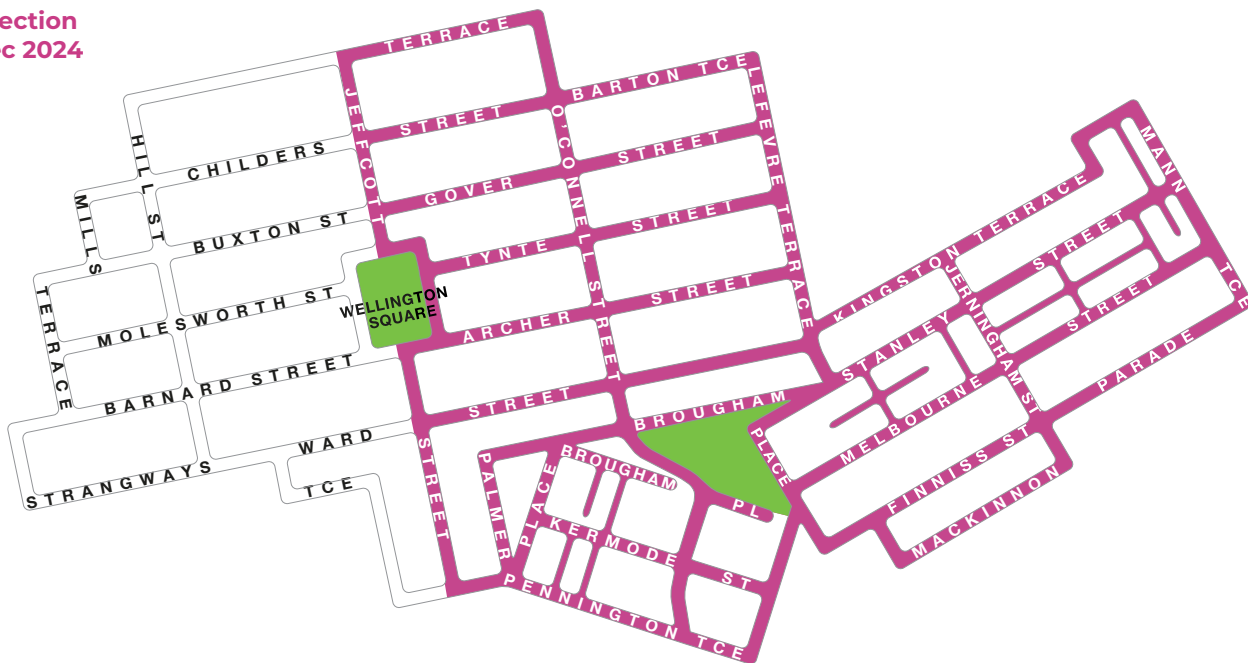 ection
c 2024
TERRACE
BARTON TCE
JEFFCOTT
STREET
O'CONNELL STREET
LEFEVRE TERRACE
STREET
HILL ST
CHILDERS
GOVER
STREET
MILLS
BUXTON ST
TYNTE
STREET
TERRACE
MOLESWORTH ST
WELLINGTON
SQUARE
ARCHER
STREET
BARNARD STREET
STREET
BROUGHAM
PLACE
WARD
STREET
STRANGWAYS
TCE
PALMER
PLACE
BROUGHAM
PL
KERMODE
ST
PENNINGTON TCE
KINGSTON TERRACE
MANN
TCE
JERNINGHAM ST
STREET
STANLEY
STREET
MELBOURNE
PARADE
FINNISS ST
MACKINNON